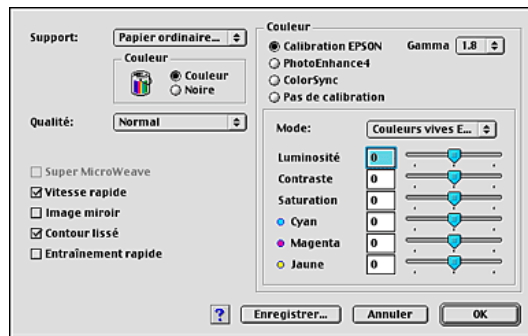 Support: Papier ordinaire...
Couleur
Couleur
Noire
Qualité: Normal
Super MicroWeave
Vitesse rapide
Image miroir
Contour lissé
Entraînement rapide
Couleur
Calibration EPSON Gamma 1.8
PhotoEnhance4
ColorSync
Pas de calibration
Mode: Couleurs vives E...
Luminosité 0
Contraste 0
Saturation 0
Cyan 0
Magenta 0
Jaune 0
? Enregistrer... Annuler OK